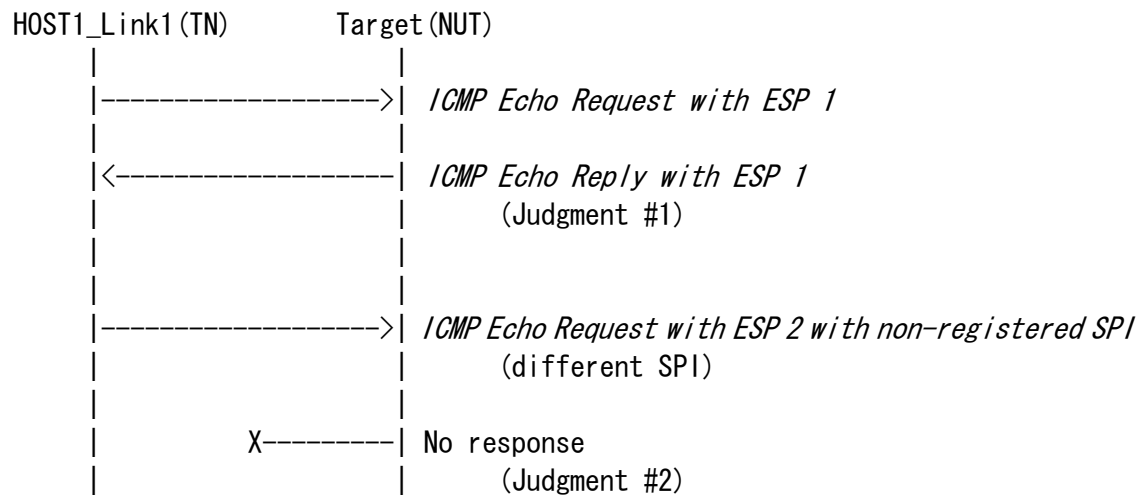 HOST1_Link1(TN) Target(NUT)
| |
|-------------------->| ICMP Echo Request with ESP 1
| |
|<--------------------| ICMP Echo Reply with ESP 1
| | (Judgment #1)
| |
| |
|-------------------->| ICMP Echo Request with ESP 2 with non-registered SPI
| | (different SPI)
| |
| X---------| No response
| | (Judgment #2)